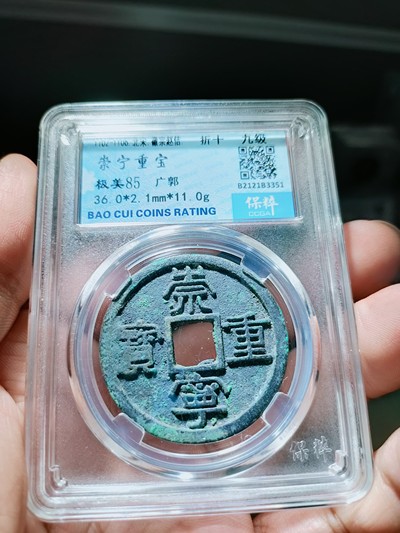 1102-1106 北宋 徽宗赵佶 折十 九级
崇宁重宝
极美85 广郭
36.0*2.1mm*11.0g
BAO CUI COINS RATING
B2121B3351
保粹
崇
寶 重
寧
保粹